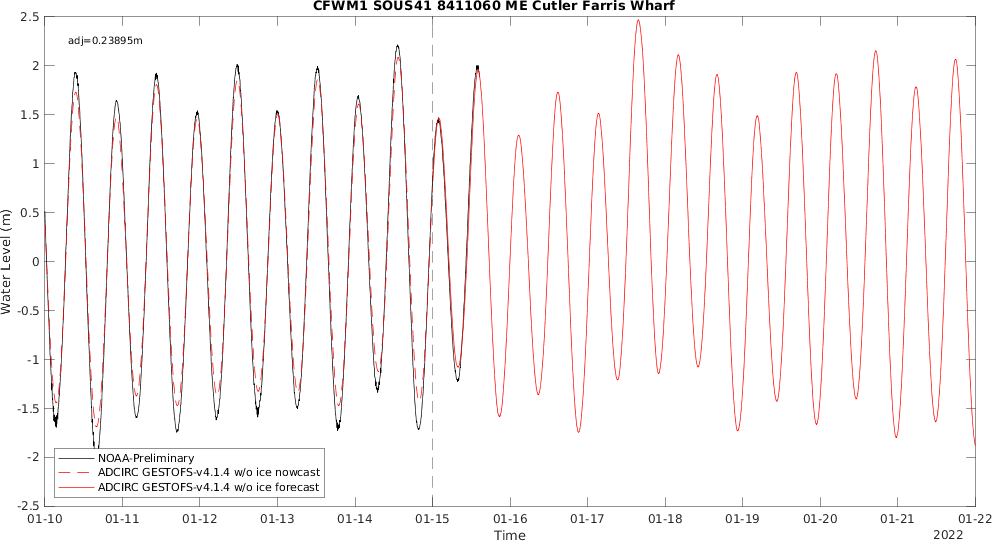 CFWM1 SOUS41 8411060 ME Cutler Farris Wharf
adj=0.23895m
2.5
2
1.5
1
0.5
0
-0.5
-1
-1.5
-2
-2.5
Water Level (m)
NOAA-Preliminary
ADCIRC GESTOFS-v4.1.4 w/o ice nowcast
ADCIRC GESTOFS-v4.1.4 w/o ice forecast
01-10 01-11 01-12 01-13 01-14 01-15 01-16 01-17 01-18 01-19 01-20 01-21 01-22
Time
2022